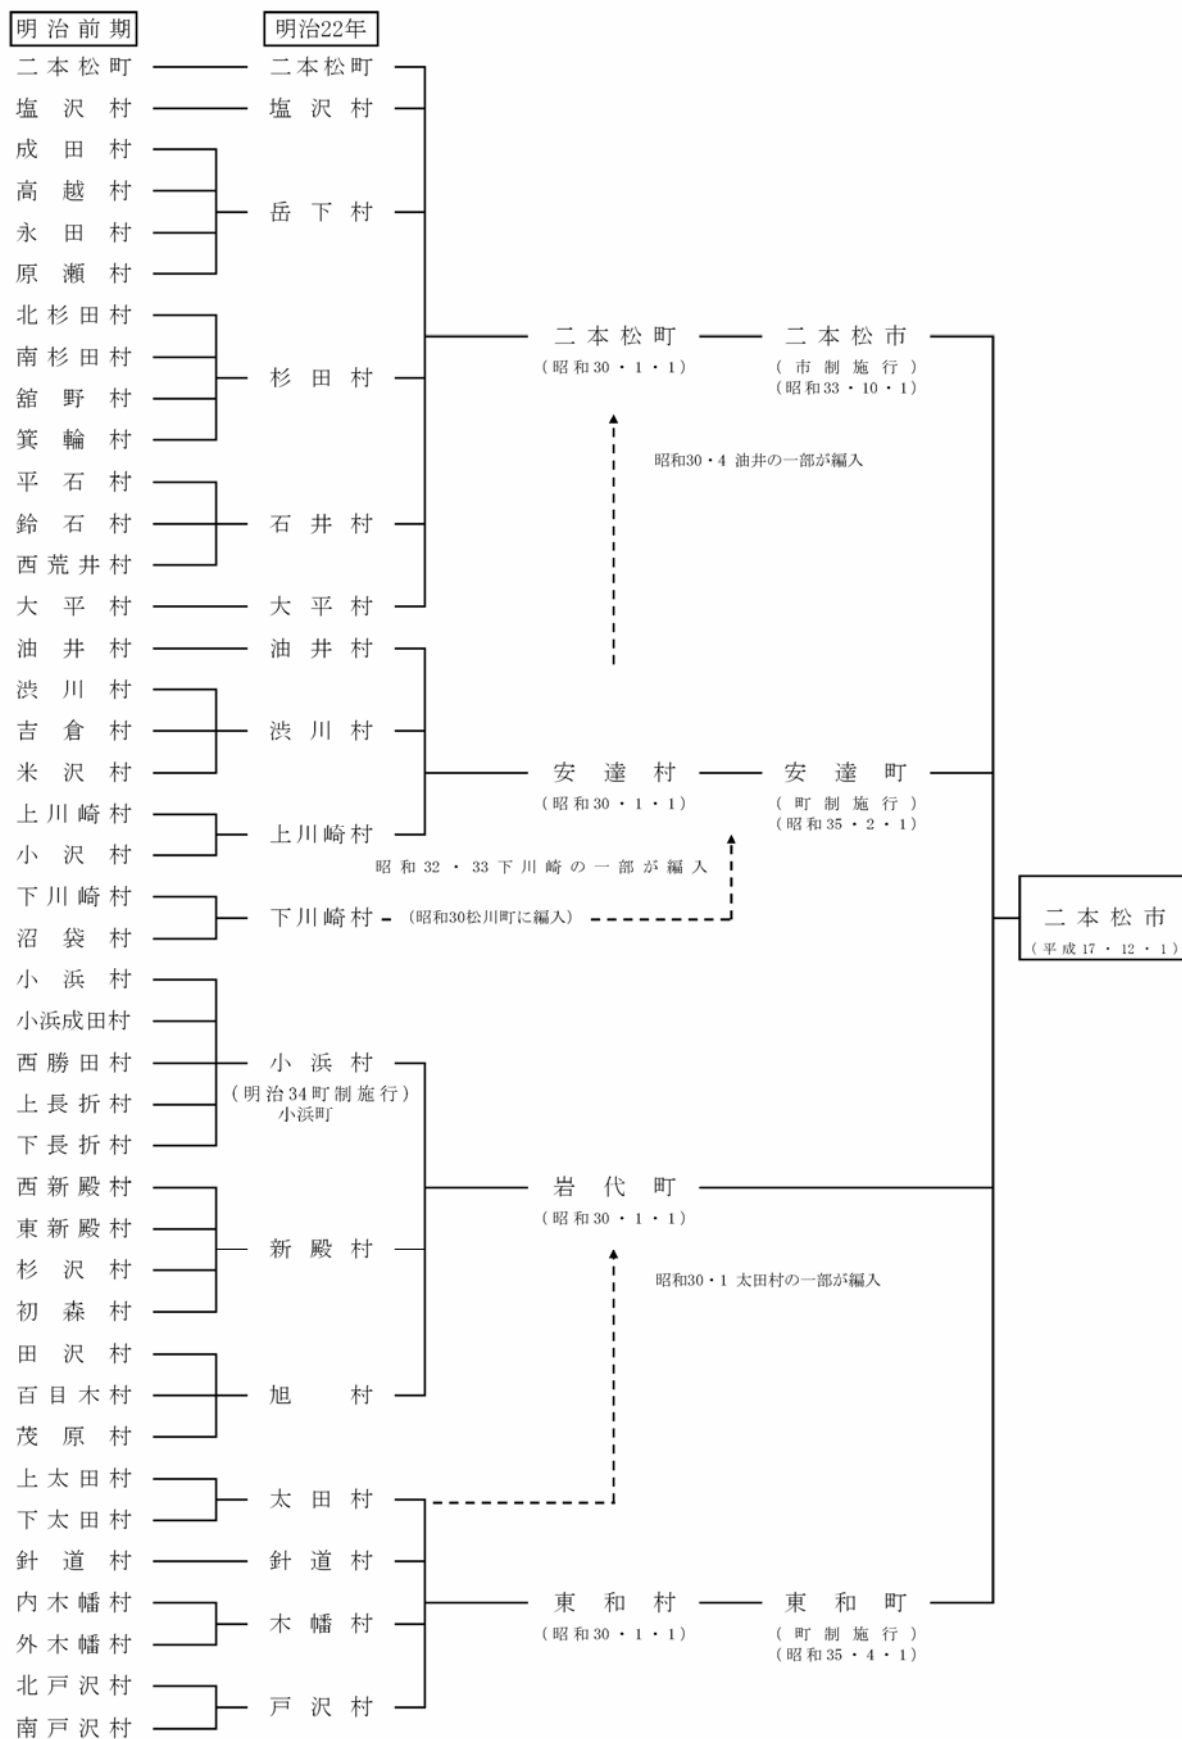 明治前期
二本松町
塩沢村
成田村
高越村
永田村
原瀬村
北杉田村
南杉田村
舘野村
箕輪村
平石村
鈴石村
西荒井村
大平村
油井村
渋川村
吉倉村
米沢村
上川崎村
小沢村
下川崎村
沼袋村
小浜村
小浜成田村
西勝田村
上長折村
下長折村
西新殿村
東新殿村
杉沢村
初森村
田沢村
百目木村
茂原村
上太田村
下太田村
針道村
内木幡村
外木幡村
北戸沢村
南戸沢村
明治22年
二本松町
塩沢村
岳下村
杉田村
石井村
大平村
油井村
渋川村
上川崎村
下川崎村
(昭和30松川町に編入)
小浜村
(明治34町制施行)
小浜町
新殿村
旭村
太田村
針道村
木幡村
戸沢村
二本松町
(昭和30・1・1)
昭和30・4 油井の一部が編入
安達村
(昭和30・1・1)
昭和32・33下川崎の一部が編入
岩代町
(昭和30・1・1)
昭和30・1 太田村の一部が編入
東和村
(昭和30・1・1)
二本松市
(市制施行)
(昭和33・10・1)
安達町
(町制施行)
(昭和35・2・1)
東和町
(町制施行)
(昭和35・4・1)
二本松市
(平成17・12・1)